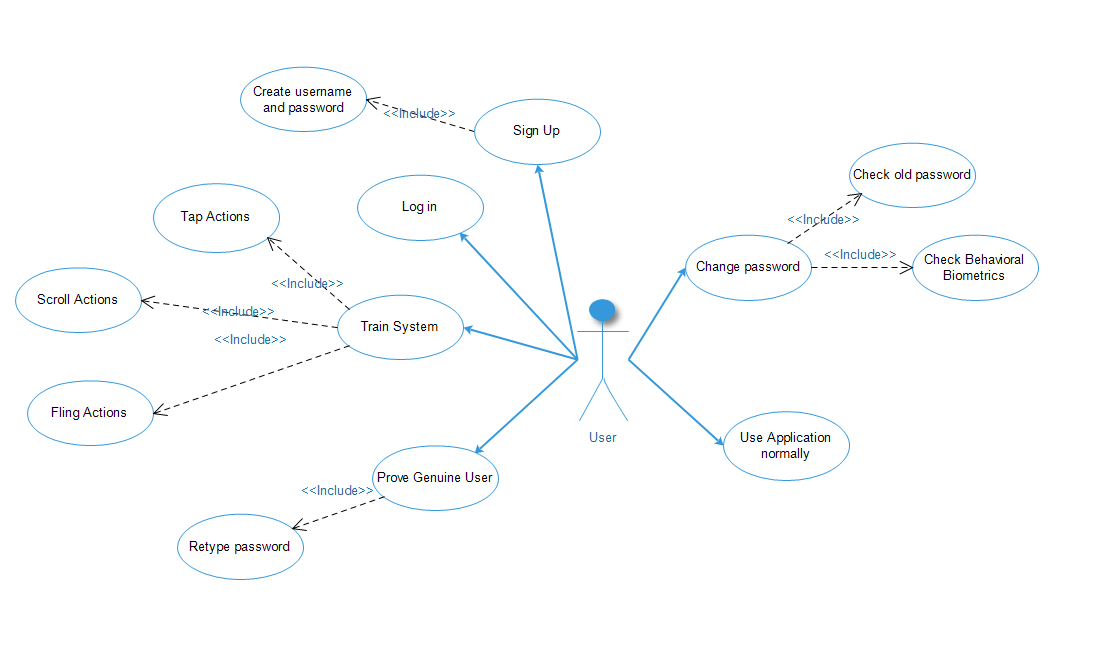 Create username
and password
<<Include>>
Sign Up
Log in
Tap Actions
<<Include>>
Scroll Actions
<<Include>>
Train System
<<Include>>
Fling Actions
Prove Genuine User
<<Include>>
Retype password
User
Check old password
<<Include>>
Change password
<<Include>>
Check Behavioral
Biometrics
Use Application
normally